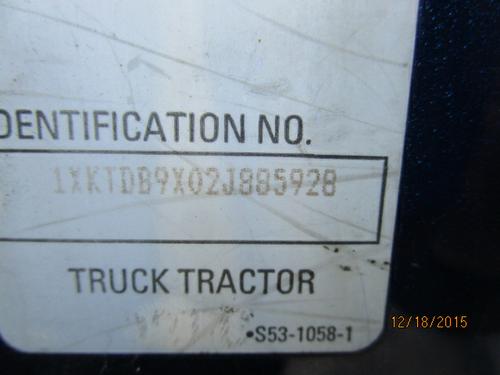 DENTIFICATION NO.
1XKTDB9X02J885928
TRUCK TRACTOR
•S53-1058-1
12/18/2015